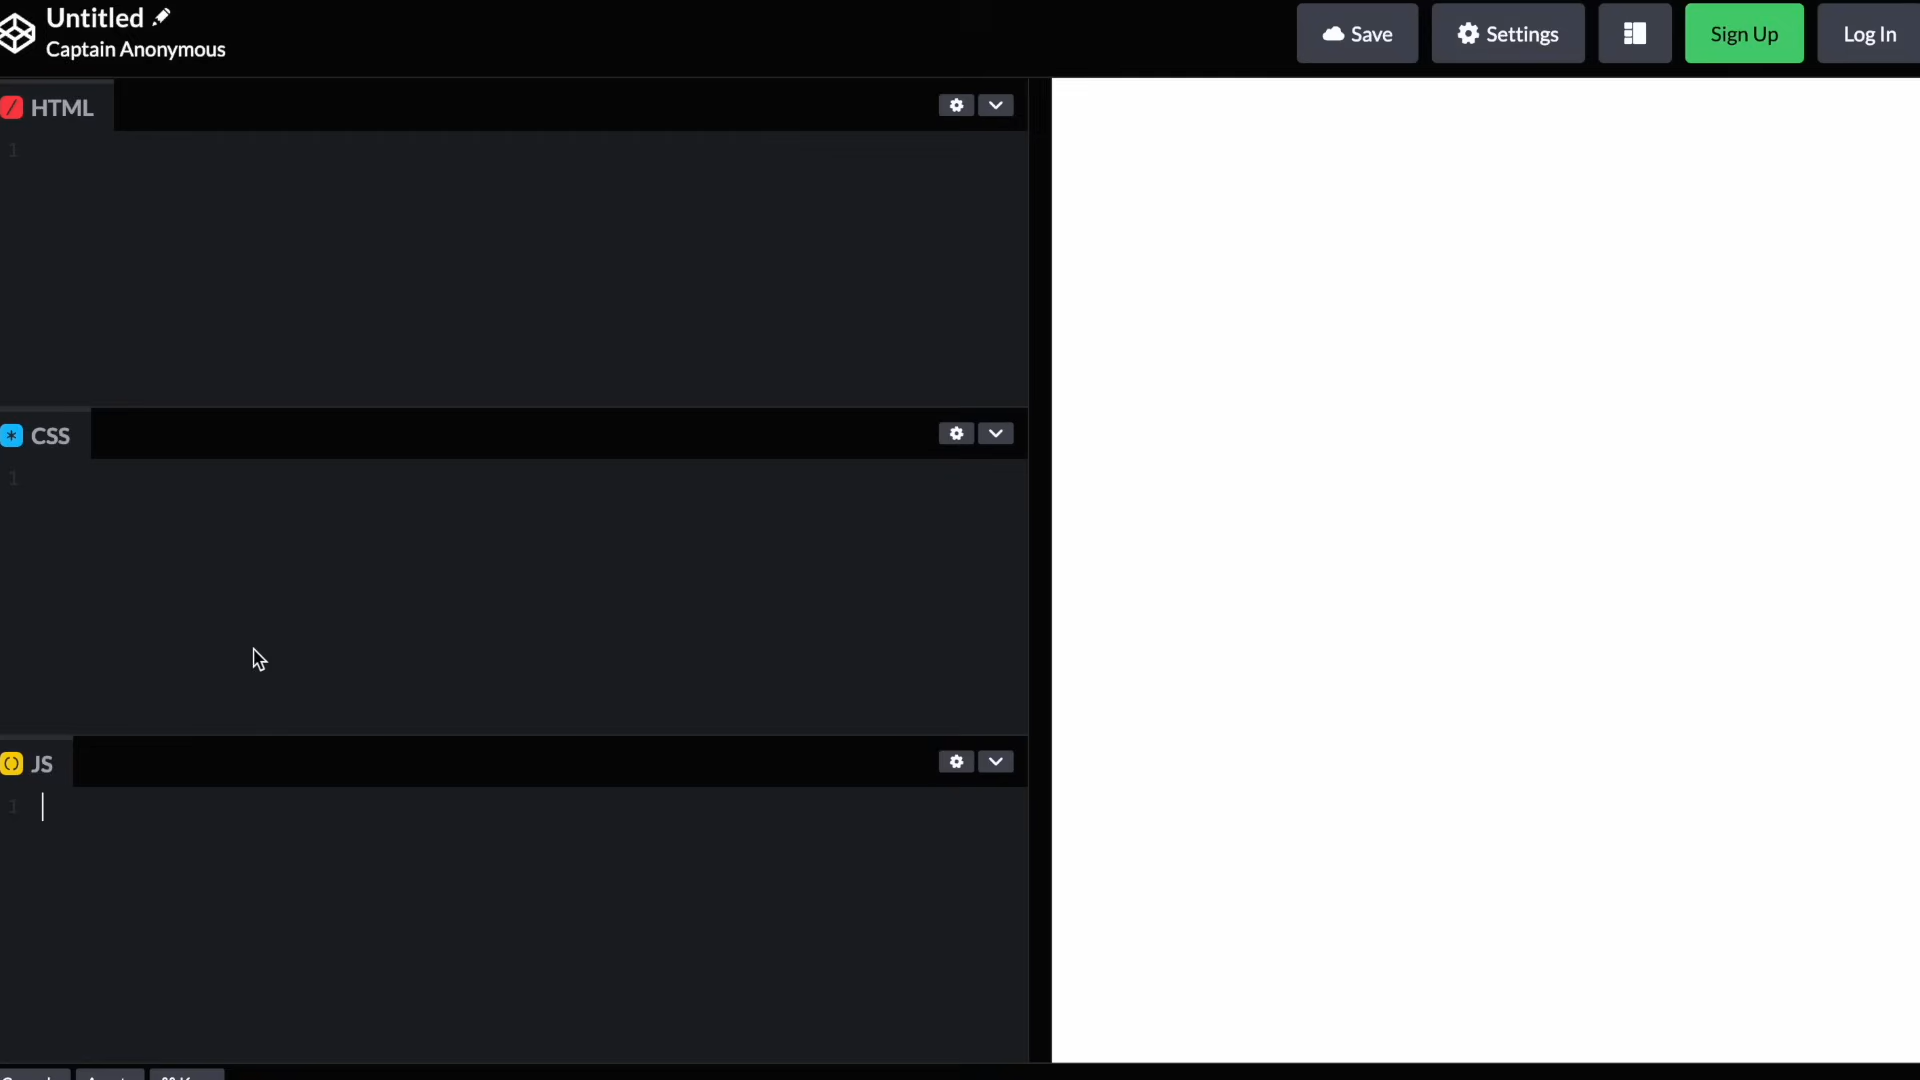 Untitled
Captain Anonymous
Save
Settings
Sign Up
Log In
HTML
1
CSS
1
JS
1